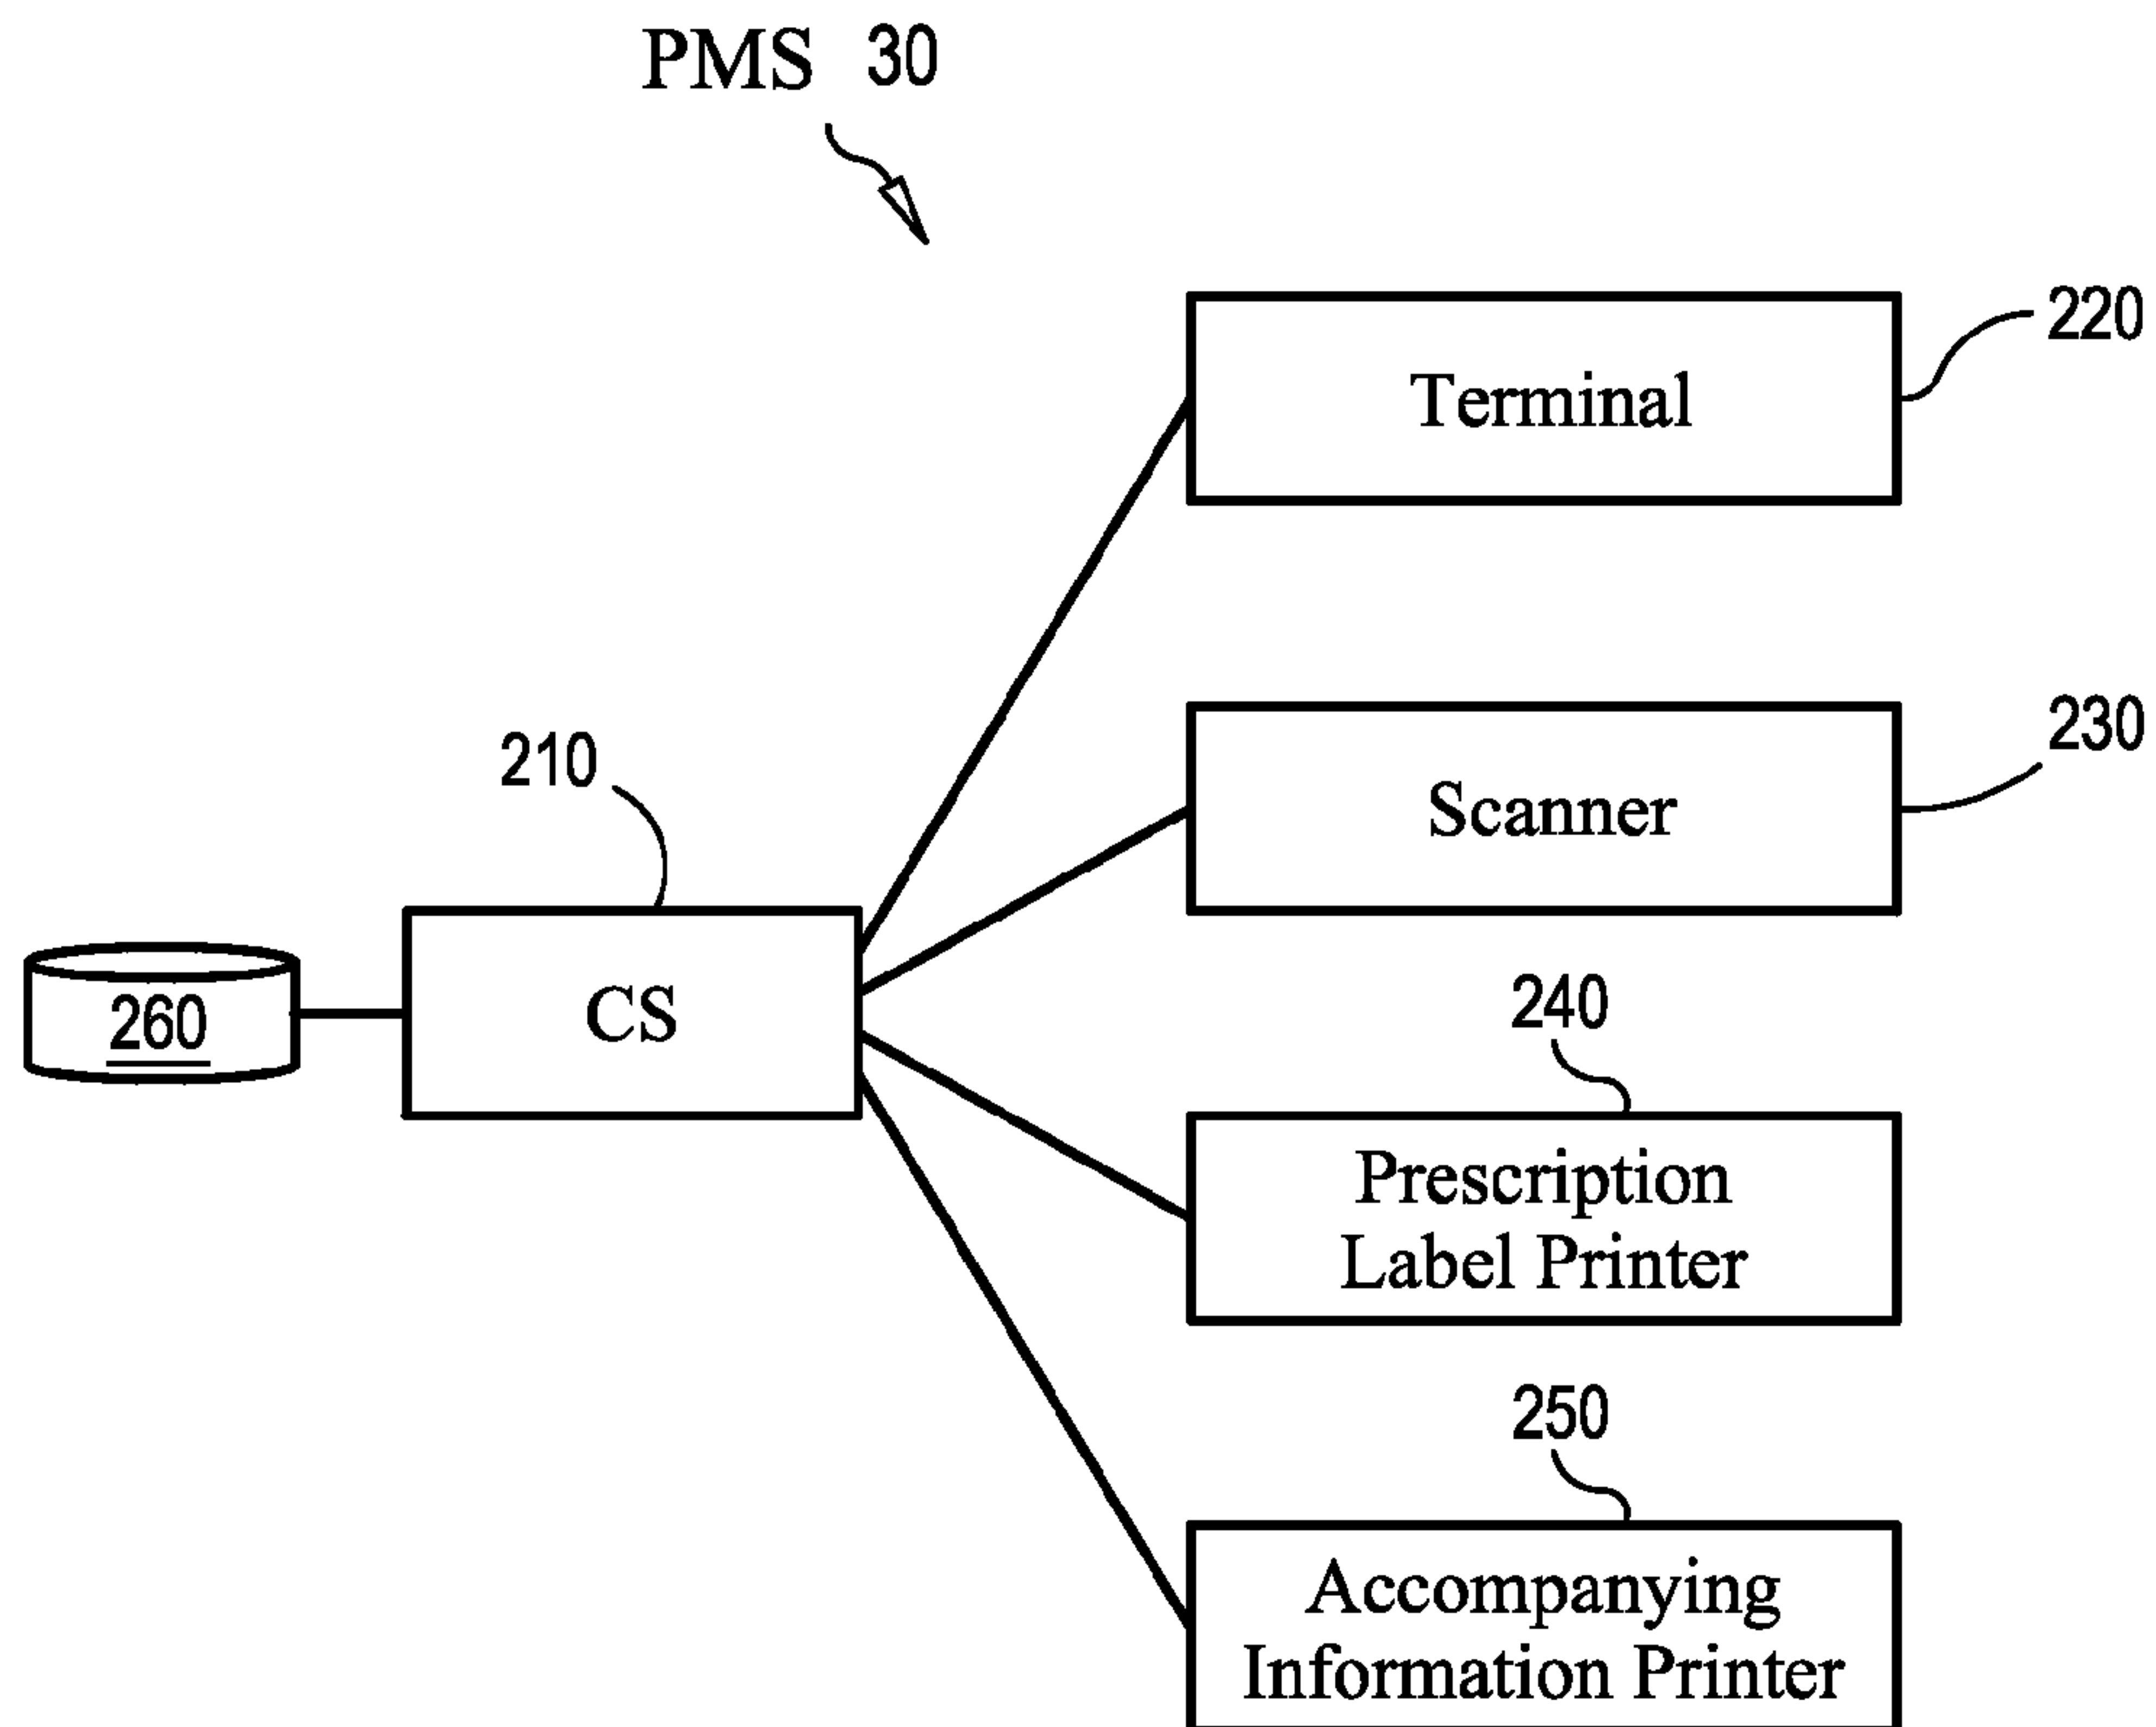 PMS 30
220
Terminal
230
Scanner
210
CS
260
240
Prescription
Label Printer
250
Accompanying
Information Printer